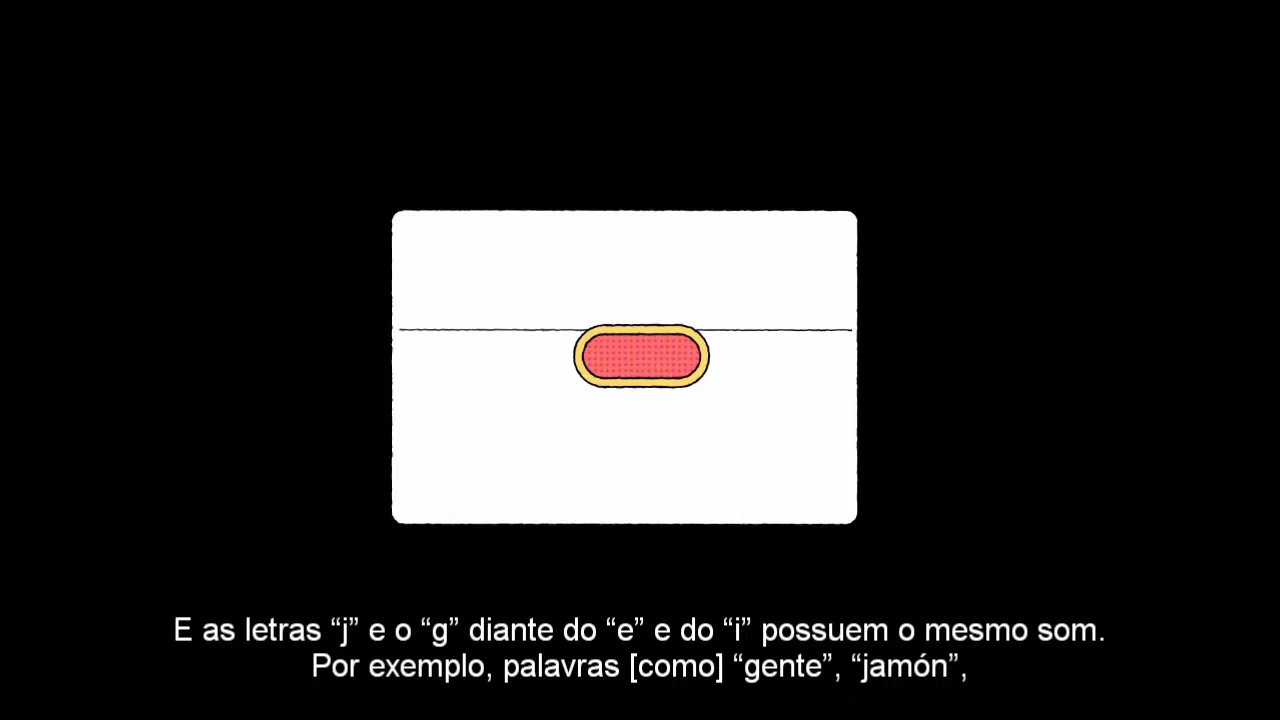 E as letras “j” e o “g” diante do “e” e do “i” possuem o mesmo som.
Por exemplo, palavras [como] “gente”, “jamón”,